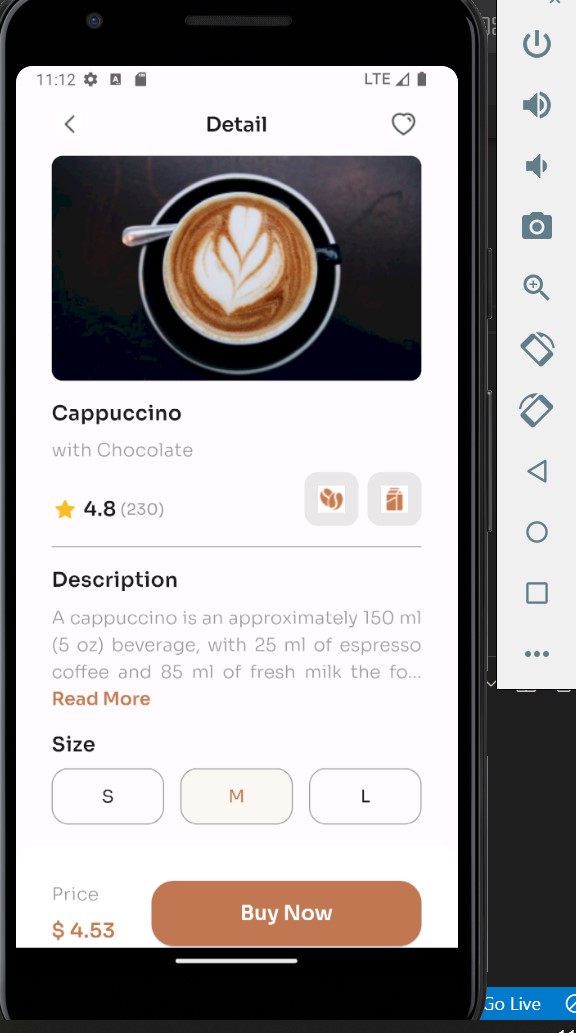 11:12
LTE
Detail
Cappuccino
with Chocolate
4.8 (230)
Description
A cappuccino is an approximately 150 ml
(5 oz) beverage, with 25 ml of espresso
coffee and 85 ml of fresh milk the fo...
Read More
Size
S M L
Price
$ 4.53
Buy Now
Go Live